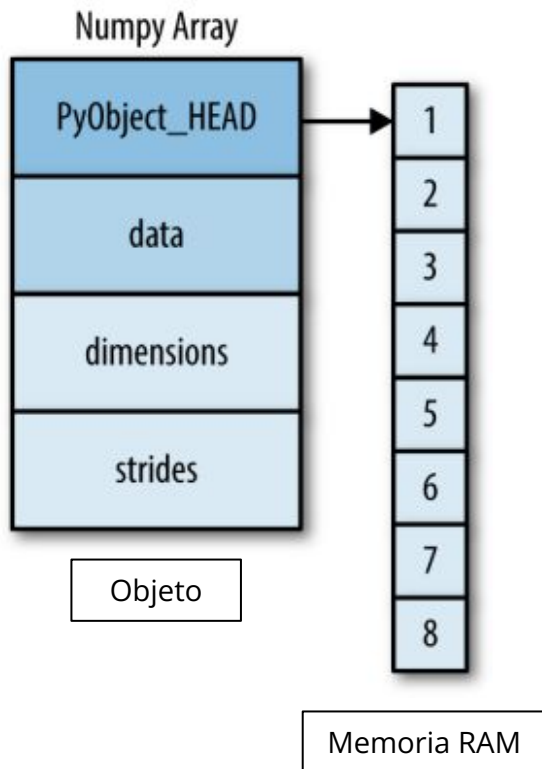 Numpy Array
PyObject_HEAD
data
dimensions
strides
Objeto
1
2
3
4
5
6
7
8
Memoria RAM